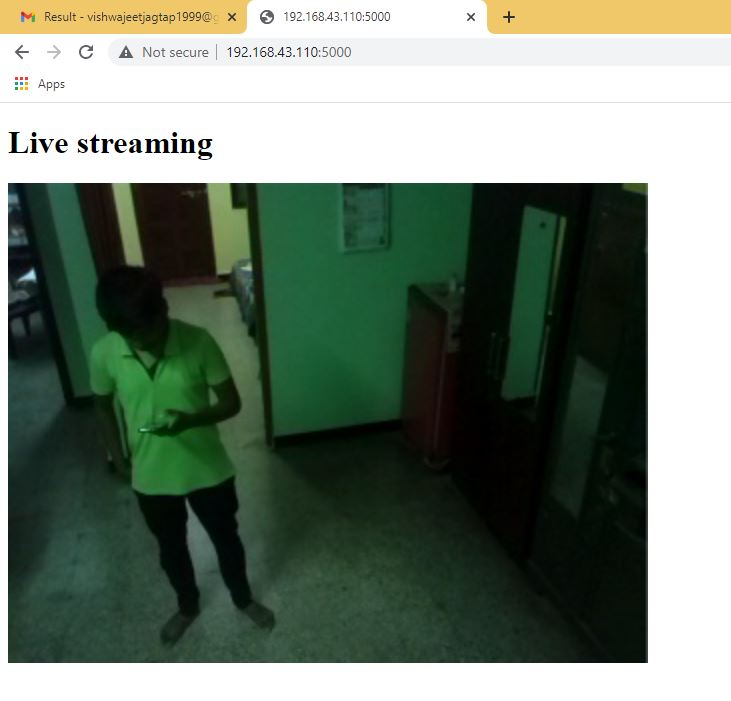 Result - vishwajeetjagtap1999@g
192.168.43.110:5000
Not secure
192.168.43.110:5000
Apps
Live streaming